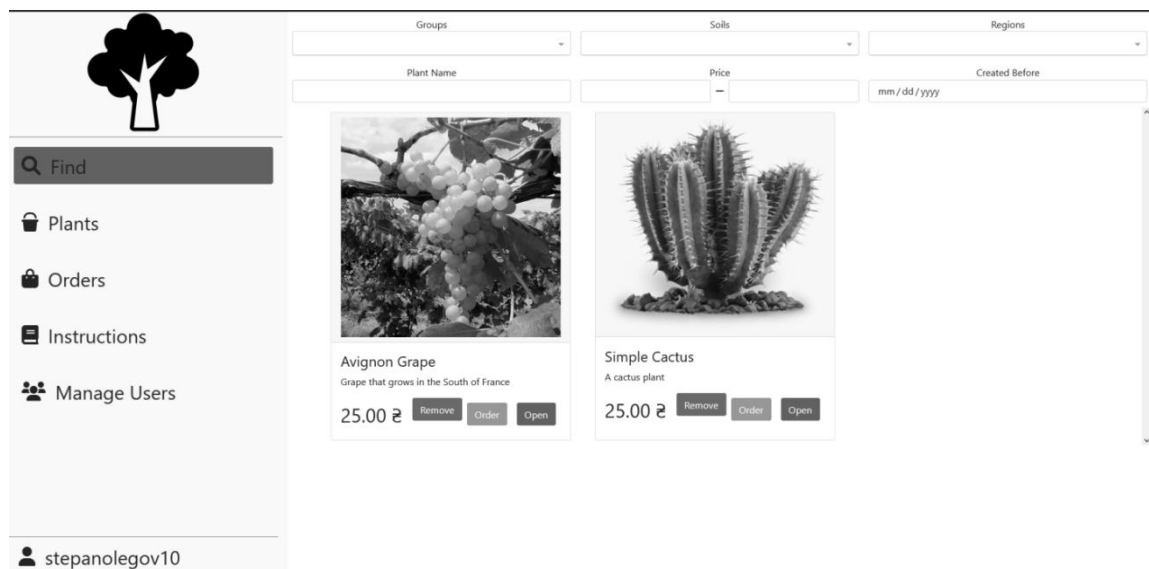 Find
Plants
Orders
Instructions
Manage Users
stepanolegov10
Groups
Soils
Regions
Plant Name
Price
Created Before
–
mm / dd / yyyy
Avignon Grape
Grape that grows in the South of France
25.00 ₴
Remove
Order
Open
Simple Cactus
A cactus plant
25.00 ₴
Remove
Order
Open